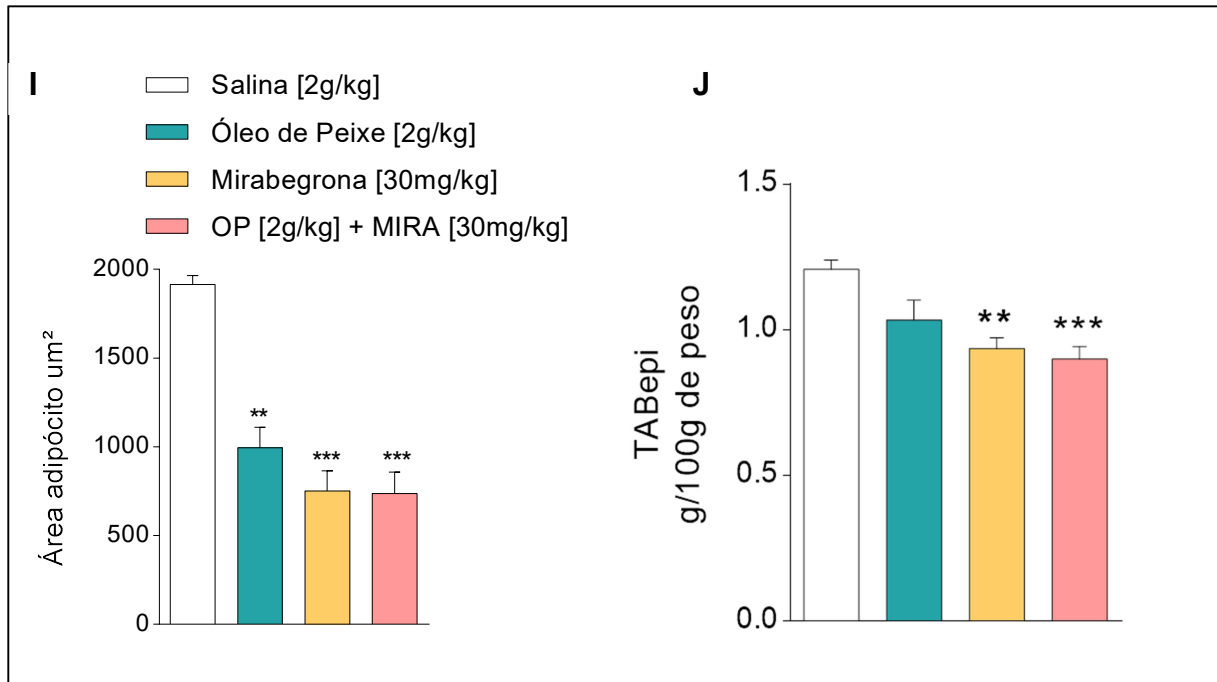 I
Salina [2g/kg]
Óleo de Peixe [2g/kg]
Mirabegrona [30mg/kg]
OP [2g/kg] + MIRA [30mg/kg]
2000
1500
1000
500
0
Área adipócito um²
**
***
***
J
1.5
1.0
0.5
0.0
TABepi
g/100g de peso
**
***